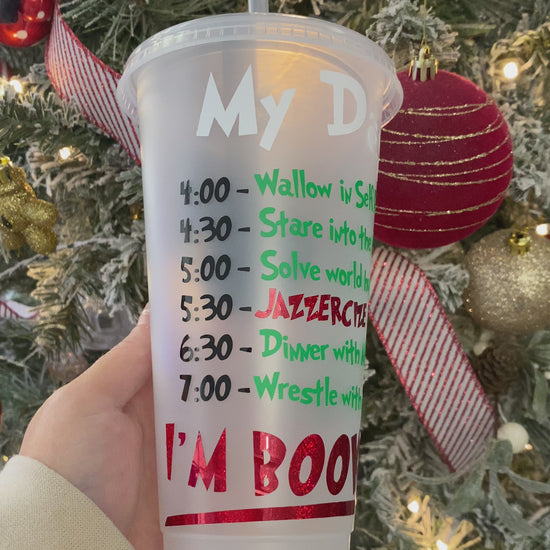 My Da
4:00 - Wallow in Self
4:30 - Stare into the
5:00 - Solve world
5:30 - JAZZERCIZE
6:30 - Dinner with
7:00 - Wrestle with
I'M BOO